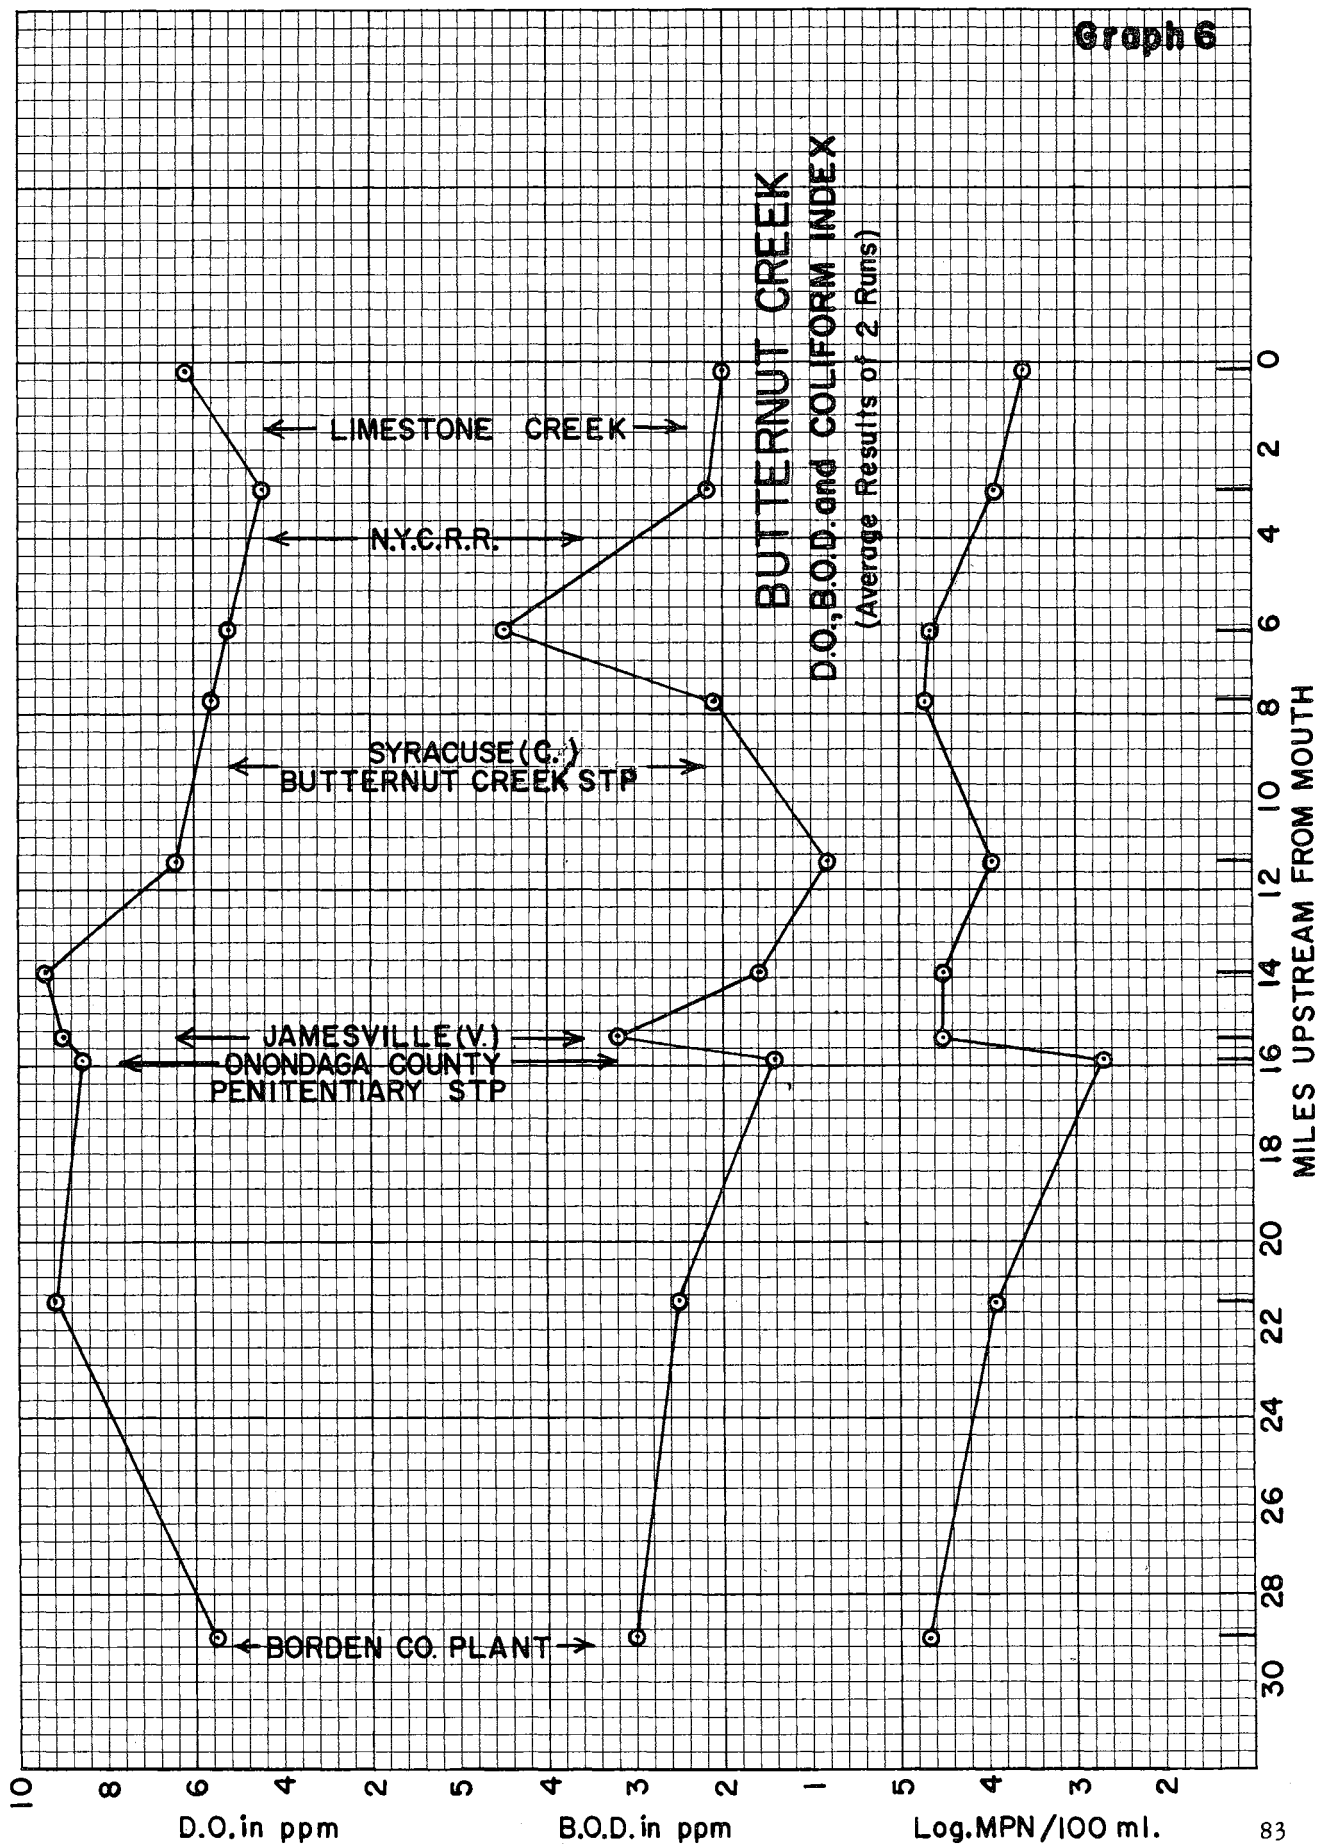 Graph 6
BUTTERNUT CREEK
D.O., B.O.D. and COLIFORM INDEX
(Average Results of 2 Runs)
LIMESTONE CREEK
N.Y.C.R.R.
SYRACUSE (C.)
BUTTERNUT CREEK STP
JAMESVILLE (V.)
ONONDAGA COUNTY
PENITENTIARY STP
BORDEN CO. PLANT
0 2 4 6 8 10 12 14 16 18 20 22 24 26 28 30
MILES UPSTREAM FROM MOUTH
10 8 6 4 2
D.O. in ppm
5 4 3 2 1
B.O.D. in ppm
5 4 3 2
Log. MPN/100 ml.
83